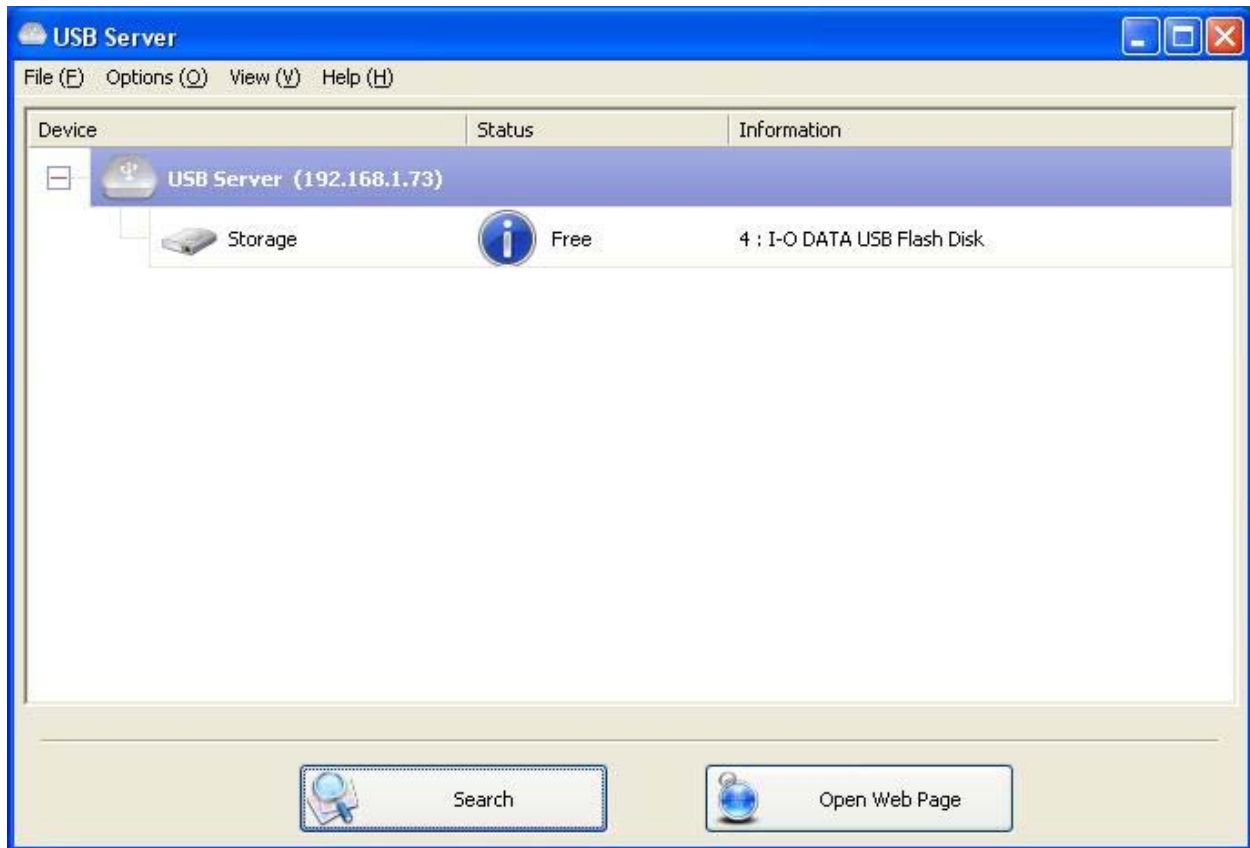 USB Server
File (F) Options (O) View (V) Help (H)
Device Status Information
USB Server (192.168.1.73)
Storage Free 4 : I-O DATA USB Flash Disk
Search Open Web Page